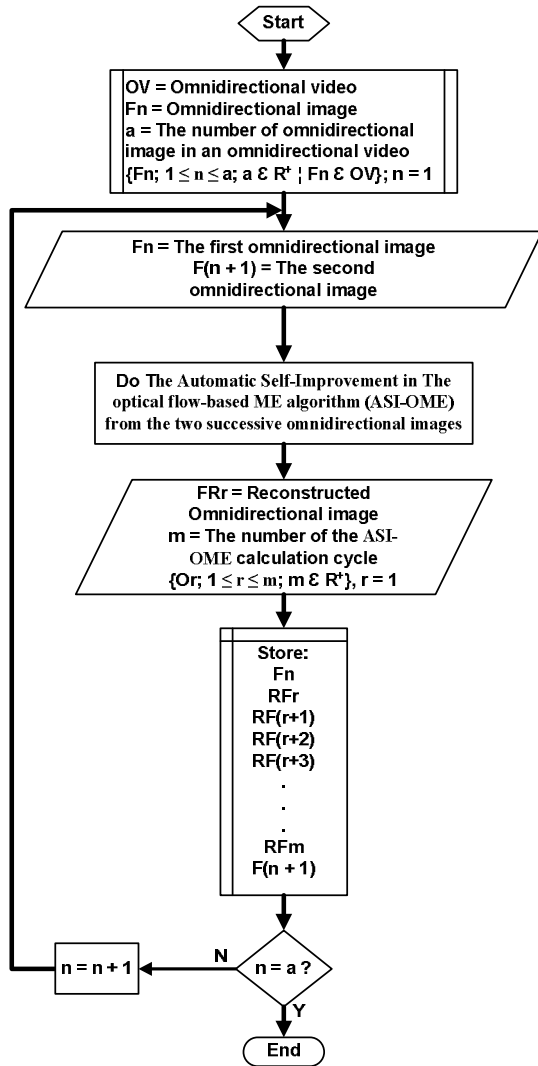 Start
OV = Omnidirectional video
Fn = Omnidirectional image
a = The number of omnidirectional
image in an omnidirectional video
{Fn; 1 ≤ n ≤ a; a Ɛ R⁺ ¦ Fn Ɛ OV}; n = 1
Fn = The first omnidirectional image
F(n + 1) = The second
omnidirectional image
Do The Automatic Self-Improvement in The
optical flow-based ME algorithm (ASI-OME)
from the two successive omnidirectional images
FRr = Reconstructed
Omnidirectional image
m = The number of the ASI-
OME calculation cycle
{Or; 1 ≤ r ≤ m; m Ɛ R⁺}, r = 1
Store:
Fn
RFr
RF(r+1)
RF(r+2)
RF(r+3)
.
.
.
RFm
F(n + 1)
n = n + 1
N
n = a ?
Y
End